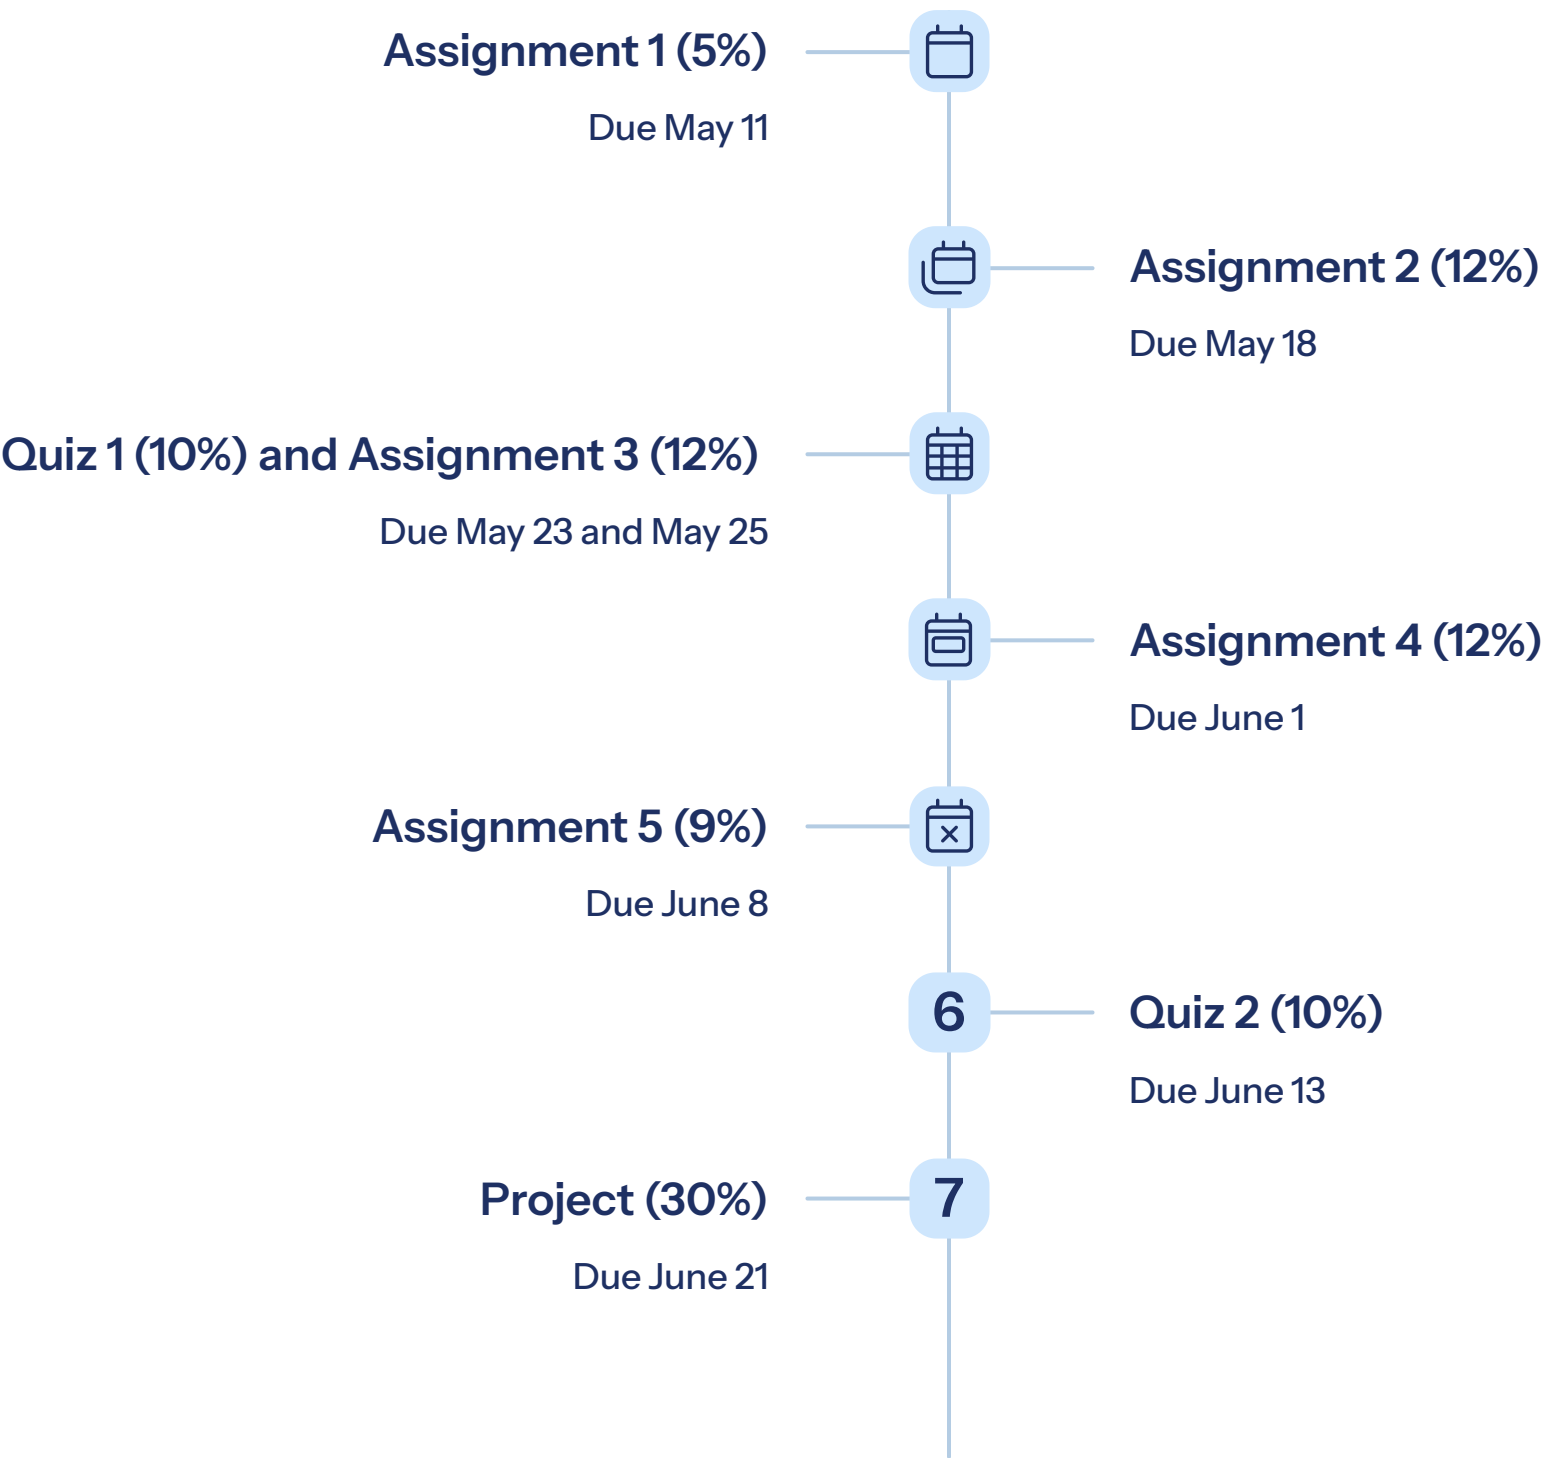 Assignment 1 (5%)
Due May 11
Assignment 2 (12%)
Due May 18
Quiz 1 (10%) and Assignment 3 (12%)
Due May 23 and May 25
Assignment 4 (12%)
Due June 1
Assignment 5 (9%)
Due June 8
6
Quiz 2 (10%)
Due June 13
Project (30%)
7
Due June 21